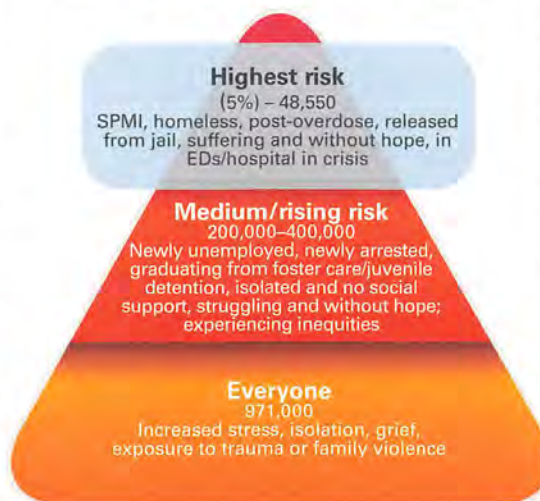 Highest risk
(5%) – 48,550
SPMI, homeless, post-overdose, released
from jail, suffering and without hope, in
EDs/hospital in crisis
Medium/rising risk
200,000–400,000
Newly unemployed, newly arrested,
graduating from foster care/juvenile
detention, isolated and no social
support, struggling and without hope;
experiencing inequities
Everyone
971,000
Increased stress, isolation, grief,
exposure to trauma or family violence